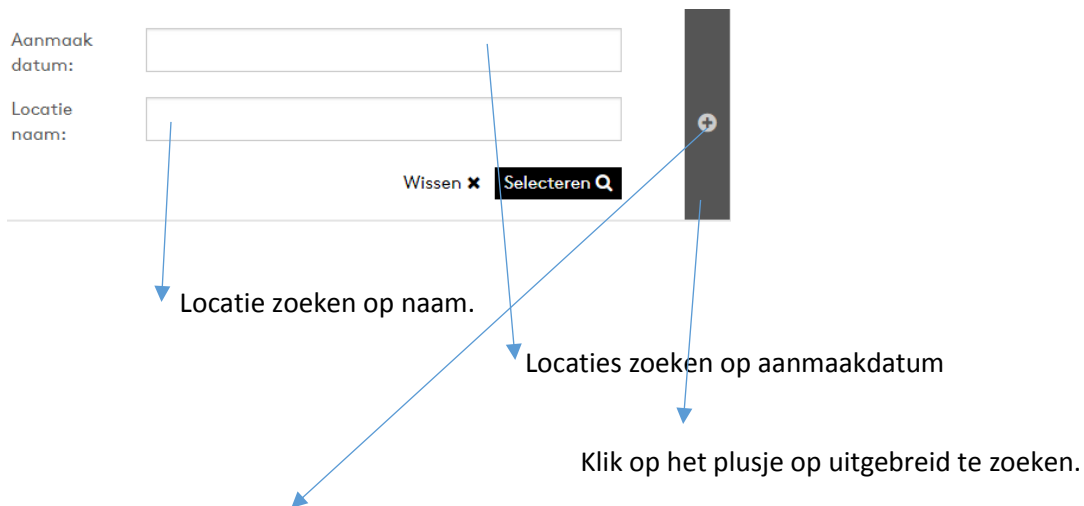 Aanmaak
datum:
Locatie
naam:
Wissen ✖ Selecteren
Locatie zoeken op naam.
Locaties zoeken op aanmaakdatum
Klik op het plusje op uitgebreid te zoeken.